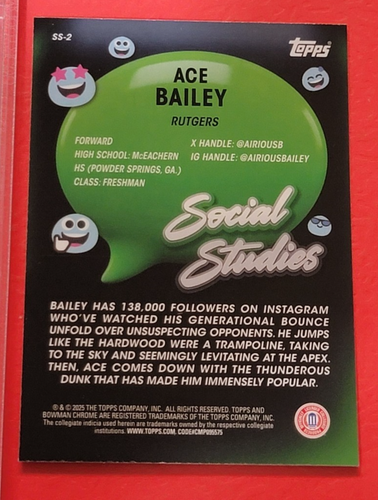 SS-2
Topps
ACE
BAILEY
RUTGERS
FORWARD
HIGH SCHOOL: McEACHERN
HS (POWDER SPRINGS, GA.)
CLASS: FRESHMAN
X HANDLE: @AIRIOUSB
IG HANDLE: @AIRIOUSBAILEY
Social
Studies
BAILEY HAS 138,000 FOLLOWERS ON INSTAGRAM
WHO'VE WATCHED HIS GENERATIONAL BOUNCE
UNFOLD OVER UNSUSPECTING OPPONENTS. HE JUMPS
LIKE THE HARDWOOD WERE A TRAMPOLINE, TAKING
TO THE SKY AND SEEMINGLY LEVITATING AT THE APEX.
THEN, ACE COMES DOWN WITH THE THUNDEROUS
DUNK THAT HAS MADE HIM IMMENSELY POPULAR.
® & © 2025 THE TOPPS COMPANY, INC. ALL RIGHTS RESERVED. TOPPS AND
BOWMAN CHROME ARE REGISTERED TRADEMARKS OF THE TOPPS COMPANY, INC.
The collegiate indicia used herein are trademarks owned by the respective collegiate
institutions. WWW.TOPPS.COM. CODE#CMP095575